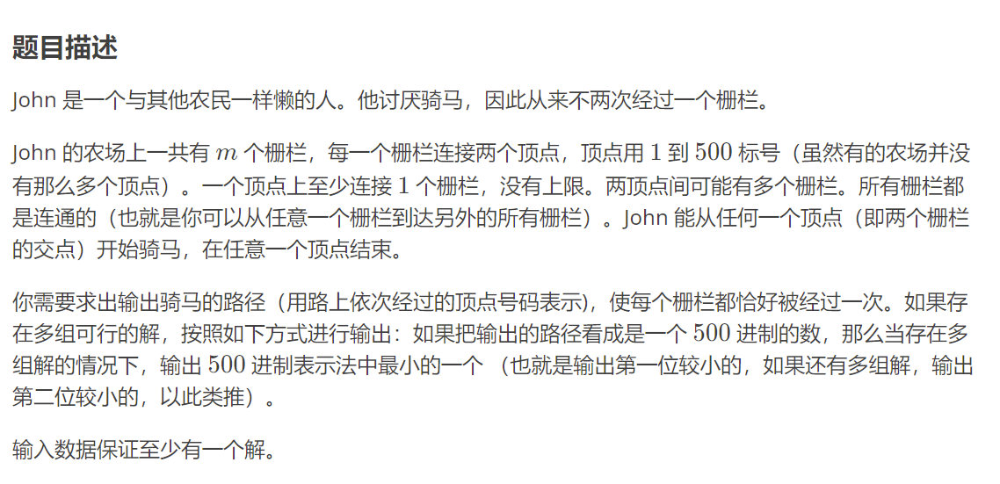 题目描述
John 是一个与其他农民一样懒的人。他讨厌骑马，因此从来不两次经过一个栅栏。
John 的农场上一共有 m 个栅栏，每一个栅栏连接两个顶点，顶点用 1 到 500 标号（虽然有的农场并没
有那么多个顶点）。一个顶点上至少连接 1 个栅栏，没有上限。两顶点间可能有多个栅栏。所有栅栏都
是连通的（也就是你可以从任意一个栅栏到达另外的所有栅栏）。John 能从任何一个顶点（即两个栅栏
的交点）开始骑马，在任意一个顶点结束。
你需要求出输出骑马的路径（用路上依次经过的顶点号码表示)，使每个栅栏都恰好被经过一次。如果存
在多组可行的解，按照如下方式进行输出：如果把输出的路径看成是一个 500 进制的数，那么当存在多
组解的情况下，输出 500 进制表示法中最小的一个 （也就是输出第一位较小的，如果还有多组解，输出
第二位较小的，以此类推）。
输入数据保证至少有一个解。